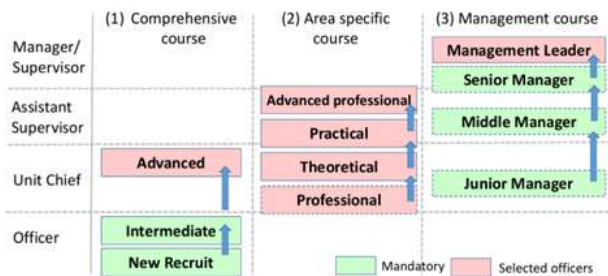 (1) Comprehensive
course
(2) Area specific
course
(3) Management course
Manager/
Supervisor
Management Leader
Senior Manager
Assistant
Supervisor
Advanced professional
Practical
Middle Manager
Unit Chief
Advanced
Theoretical
Professional
Junior Manager
Officer
Intermediate
New Recruit
Mandatory
Selected officers